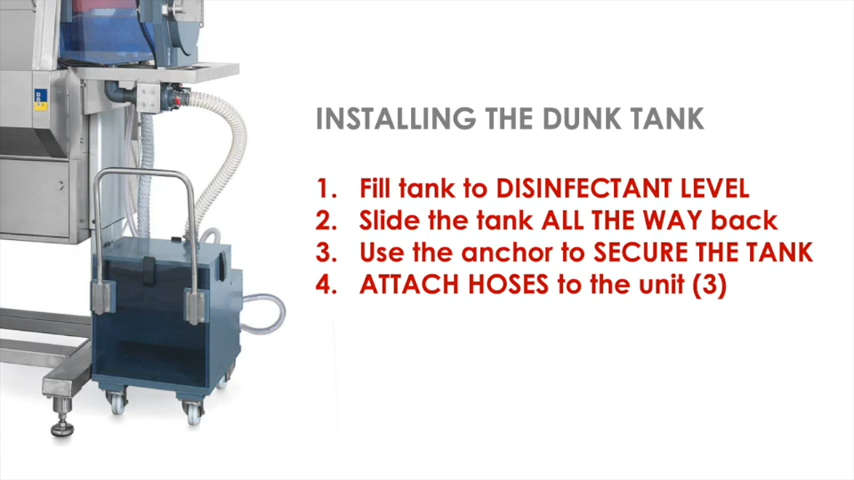 INSTALLING THE DUNK TANK
1. Fill tank to DISINFECTANT LEVEL
2. Slide the tank ALL THE WAY back
3. Use the anchor to SECURE THE TANK
4. ATTACH HOSES to the unit (3)